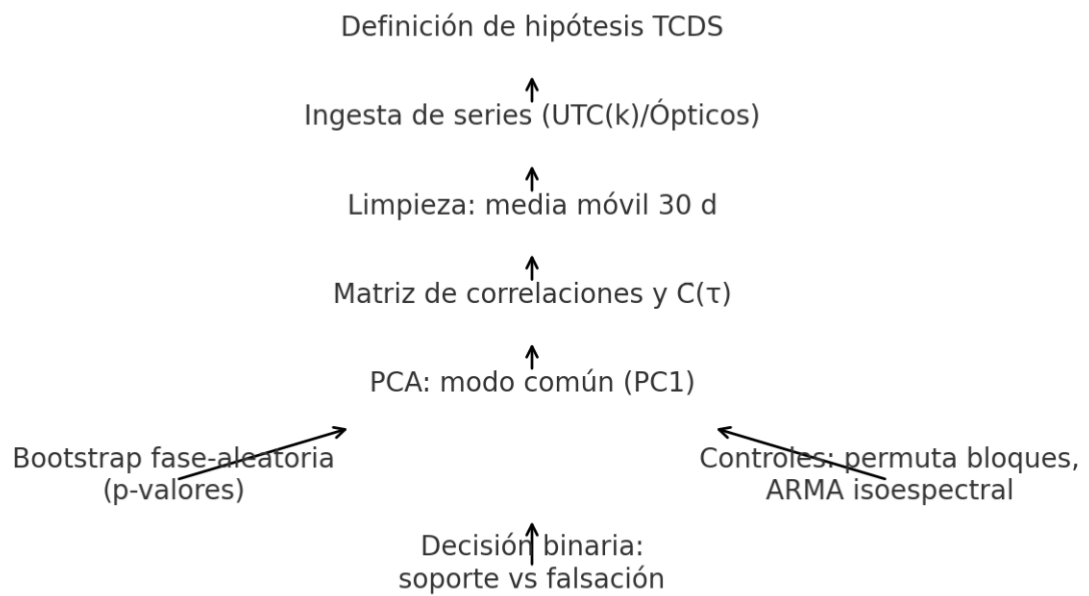 Definición de hipótesis TCDS
Ingesta de series (UTC(k)/Ópticos)
Limpieza: media móvil 30 d
Matriz de correlaciones y C(τ)
PCA: modo común (PC1)
Bootstrap fase-aleatoria
(p-valores)
Controles: permuta bloques,
ARMA isoespectral
Decisión binaria:
soporte vs falsación